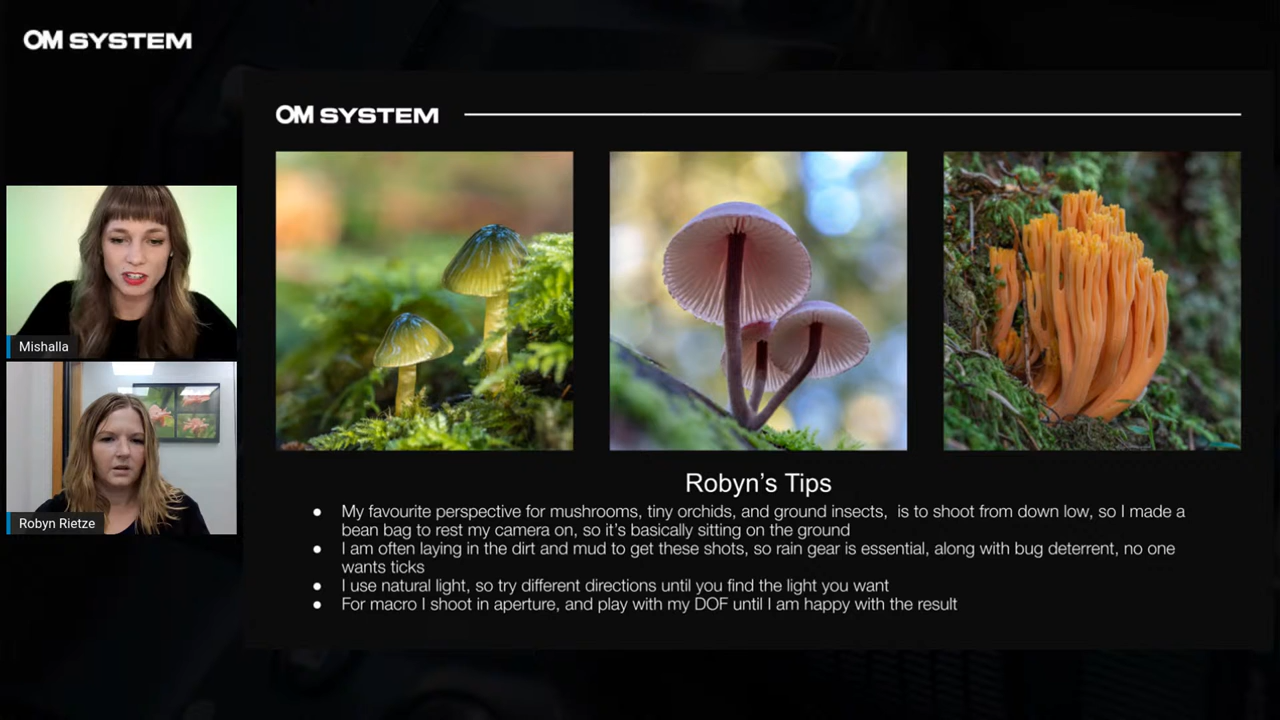 OM SYSTEM
OM SYSTEM
Mishalla
Robyn Rietze
Robyn’s Tips
● My favourite perspective for mushrooms, tiny orchids, and ground insects,  is to shoot from down low, so I made a
bean bag to rest my camera on, so it’s basically sitting on the ground
● I am often laying in the dirt and mud to get these shots, so rain gear is essential, along with bug deterrent, no one
wants ticks
● I use natural light, so try different directions until you find the light you want
● For macro I shoot in aperture, and play with my DOF until I am happy with the result